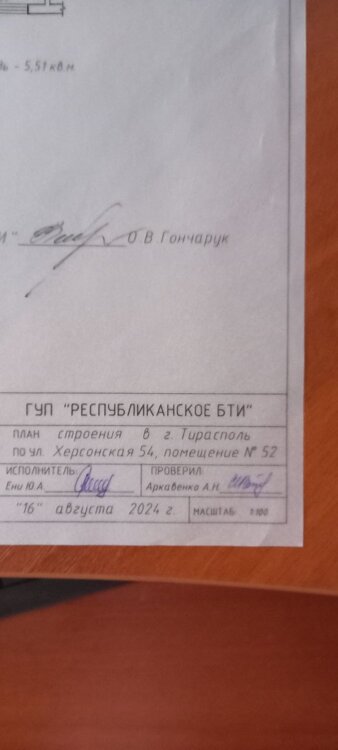 - 5,51 кв.м
" О.В.Гончарук
ГУП "РЕСПУБЛИКАНСКОЕ БТИ"
ПЛАН строения в г. Тирасполь
ПО УЛ. Херсонская 54, помещение № 52
ИСПОЛНИТЕЛЬ: ПРОВЕРИЛ:
Ени Ю.А. Аркавенко А.Н.
"16" августа 2024 г. МАСШТАБ: 1:100